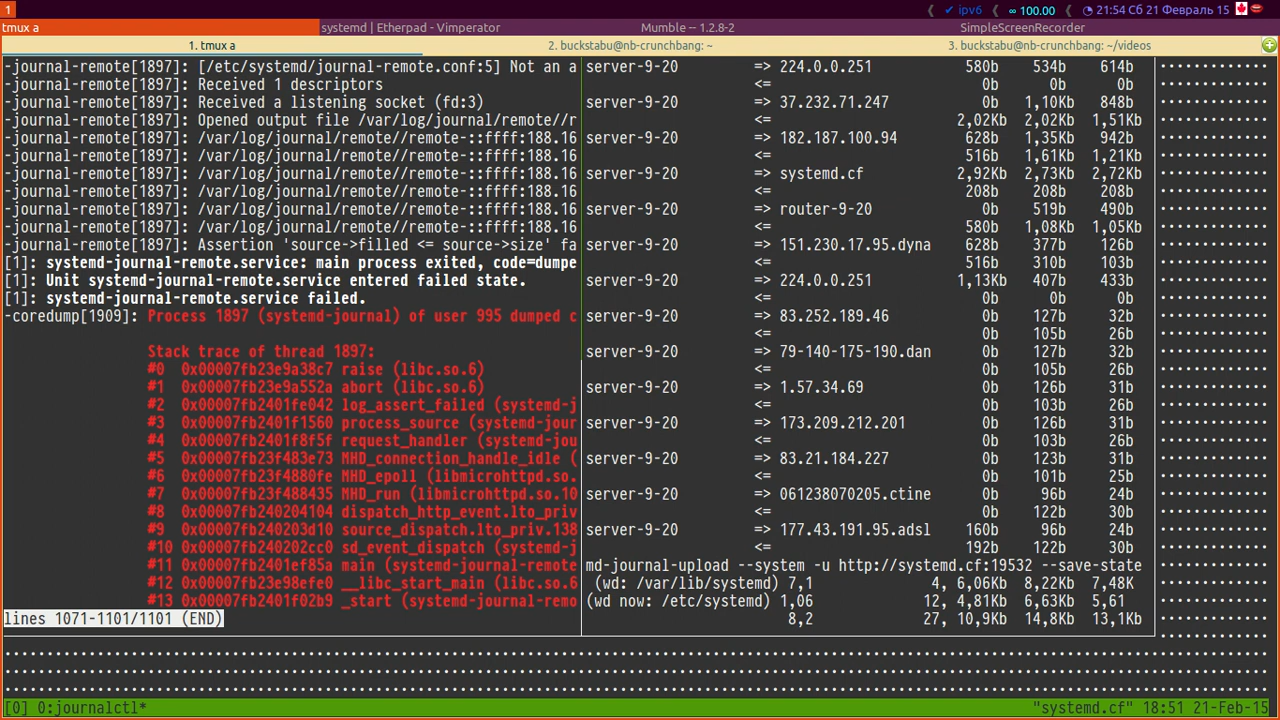 1
ipv6
∞ 100.00
21:54 Сб 21 Февраль 15
tmux a
systemd | Etherpad - Vimperator
Mumble -- 1.2.8-2
SimpleScreenRecorder
1. tmux a
2. buckstabu@nb-crunchbang: ~
3. buckstabu@nb-crunchbang: ~/videos
-journal-remote[1897]: [/etc/systemd/journal-remote.conf:5] Not an a
-journal-remote[1897]: Received 1 descriptors
-journal-remote[1897]: Received a listening socket (fd:3)
-journal-remote[1897]: Opened output file /var/log/journal/remote//r
-journal-remote[1897]: /var/log/journal/remote//remote-::ffff:188.16
-journal-remote[1897]: /var/log/journal/remote//remote-::ffff:188.16
-journal-remote[1897]: /var/log/journal/remote//remote-::ffff:188.16
-journal-remote[1897]: /var/log/journal/remote//remote-::ffff:188.16
-journal-remote[1897]: /var/log/journal/remote//remote-::ffff:188.16
-journal-remote[1897]: /var/log/journal/remote//remote-::ffff:188.16
-journal-remote[1897]: Assertion 'source->filled <= source->size' fa
[1]: systemd-journal-remote.service: main process exited, code=dumpe
[1]: Unit systemd-journal-remote.service entered failed state.
[1]: systemd-journal-remote.service failed.
-coredump[1909]: Process 1897 (systemd-journal) of user 995 dumped c
Stack trace of thread 1897:
#0 0x00007fb23e9a38c7 raise (libc.so.6)
#1 0x00007fb23e9a552a abort (libc.so.6)
#2 0x00007fb2401fe042 log_assert_failed (systemd-j
#3 0x00007fb2401f1560 process_source (systemd-jour
#4 0x00007fb2401f8f5f request_handler (systemd-jou
#5 0x00007fb23f483e73 MHD_connection_handle_idle (
#6 0x00007fb23f4880fe MHD_epoll (libmicrohttpd.so.
#7 0x00007fb23f488435 MHD_run (libmicrohttpd.so.10
#8 0x00007fb240204104 dispatch_http_event.lto_priv
#9 0x00007fb240203d10 source_dispatch.lto_priv.138
#10 0x00007fb240202cc0 sd_event_dispatch (systemd-j
#11 0x00007fb2401ef85a main (systemd-journal-remote
#12 0x00007fb23e98efe0 __libc_start_main (libc.so.6
#13 0x00007fb2401f02b9 _start (systemd-journal-remo
lines 1071-1101/1101 (END)
server-9-20 => 224.0.0.251 580b 534b 614b
<= 0b 0b 0b
server-9-20 => 37.232.71.247 0b 1,10Kb 848b
<= 2,02Kb 2,02Kb 1,51Kb
server-9-20 => 182.187.100.94 628b 1,35Kb 942b
<= 516b 1,61Kb 1,21Kb
server-9-20 => systemd.cf 2,92Kb 2,73Kb 2,72Kb
<= 208b 208b 208b
server-9-20 => router-9-20 0b 519b 490b
<= 580b 1,08Kb 1,05Kb
server-9-20 => 151.230.17.95.dyna 628b 377b 126b
<= 516b 310b 103b
server-9-20 => 224.0.0.251 1,13Kb 407b 433b
<= 0b 0b 0b
server-9-20 => 83.252.189.46 0b 127b 32b
<= 0b 105b 26b
server-9-20 => 79-140-175-190.dan 0b 127b 32b
<= 0b 105b 26b
server-9-20 => 1.57.34.69 0b 126b 31b
<= 0b 103b 26b
server-9-20 => 173.209.212.201 0b 126b 31b
<= 0b 103b 26b
server-9-20 => 83.21.184.227 0b 123b 31b
<= 0b 101b 25b
server-9-20 => 061238070205.ctine 0b 96b 24b
<= 0b 122b 30b
server-9-20 => 177.43.191.95.adsl 160b 96b 24b
<= 192b 122b 30b
md-journal-upload --system -u http://systemd.cf:19532 --save-state
(wd: /var/lib/systemd) 7,1 4, 6,06Kb 8,22Kb 7,48K
(wd now: /etc/systemd) 1,06 12, 4,81Kb 6,63Kb 5,61
8,2 27, 10,9Kb 14,8Kb 13,1Kb
[0] 0:journalctl*
"systemd.cf" 18:51 21-Feb-15